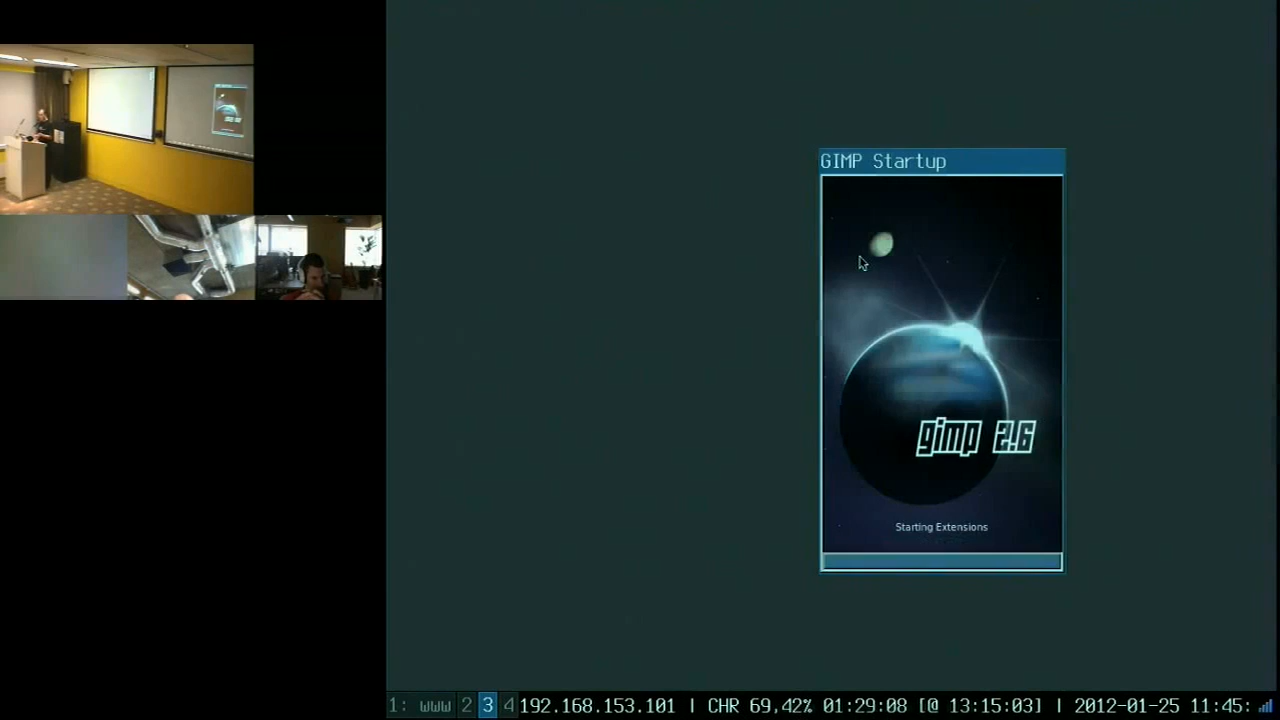 GIMP Startup
gimp 2.6
Starting Extensions
1: www 2 3 4 192.168.153.101 | CHR 69,42% 01:29:08 [@ 13:15:03] | 2012-01-25 11:45: